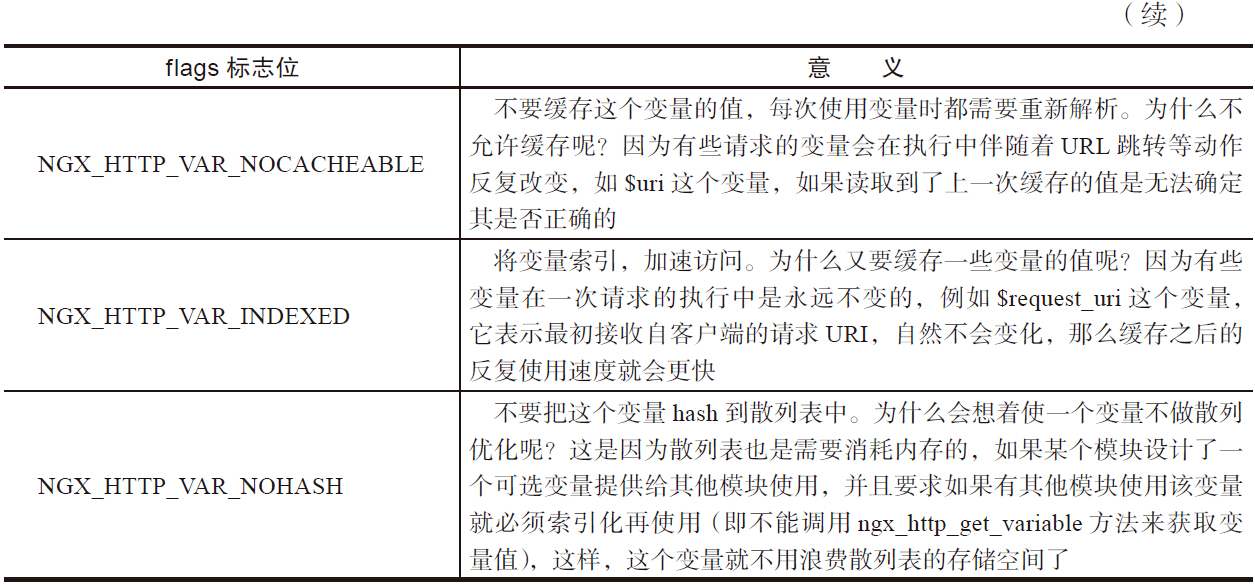 （续）
flags 标志位
意 义
NGX_HTTP_VAR_NOCACHEABLE
不要缓存这个变量的值，每次使用变量时都需要重新解析。为什么不
允许缓存呢？因为有些请求的变量会在执行中伴随着 URL 跳转等动作
反复改变，如 $uri 这个变量，如果读取到了上一次缓存的值是无法确定
其是否正确的
NGX_HTTP_VAR_INDEXED
将变量索引，加速访问。为什么又要缓存一些变量的值呢？因为有些
变量在一次请求的执行中是永远不变的，例如 $request_uri 这个变量，
它表示最初接收自客户端的请求 URI，自然不会变化，那么缓存之后的
反复使用速度就会更快
NGX_HTTP_VAR_NOHASH
不要把这个变量 hash 到散列表中。为什么会想着使一个变量不做散列
优化呢？这是因为散列表也是需要消耗内存的，如果某个模块设计了一
个可选变量提供给其他模块使用，并且要求如果有其他模块使用该变量
就必须索引化再使用（即不能调用 ngx_http_get_variable 方法来获取变
量值），这样，这个变量就不用浪费散列表的存储空间了